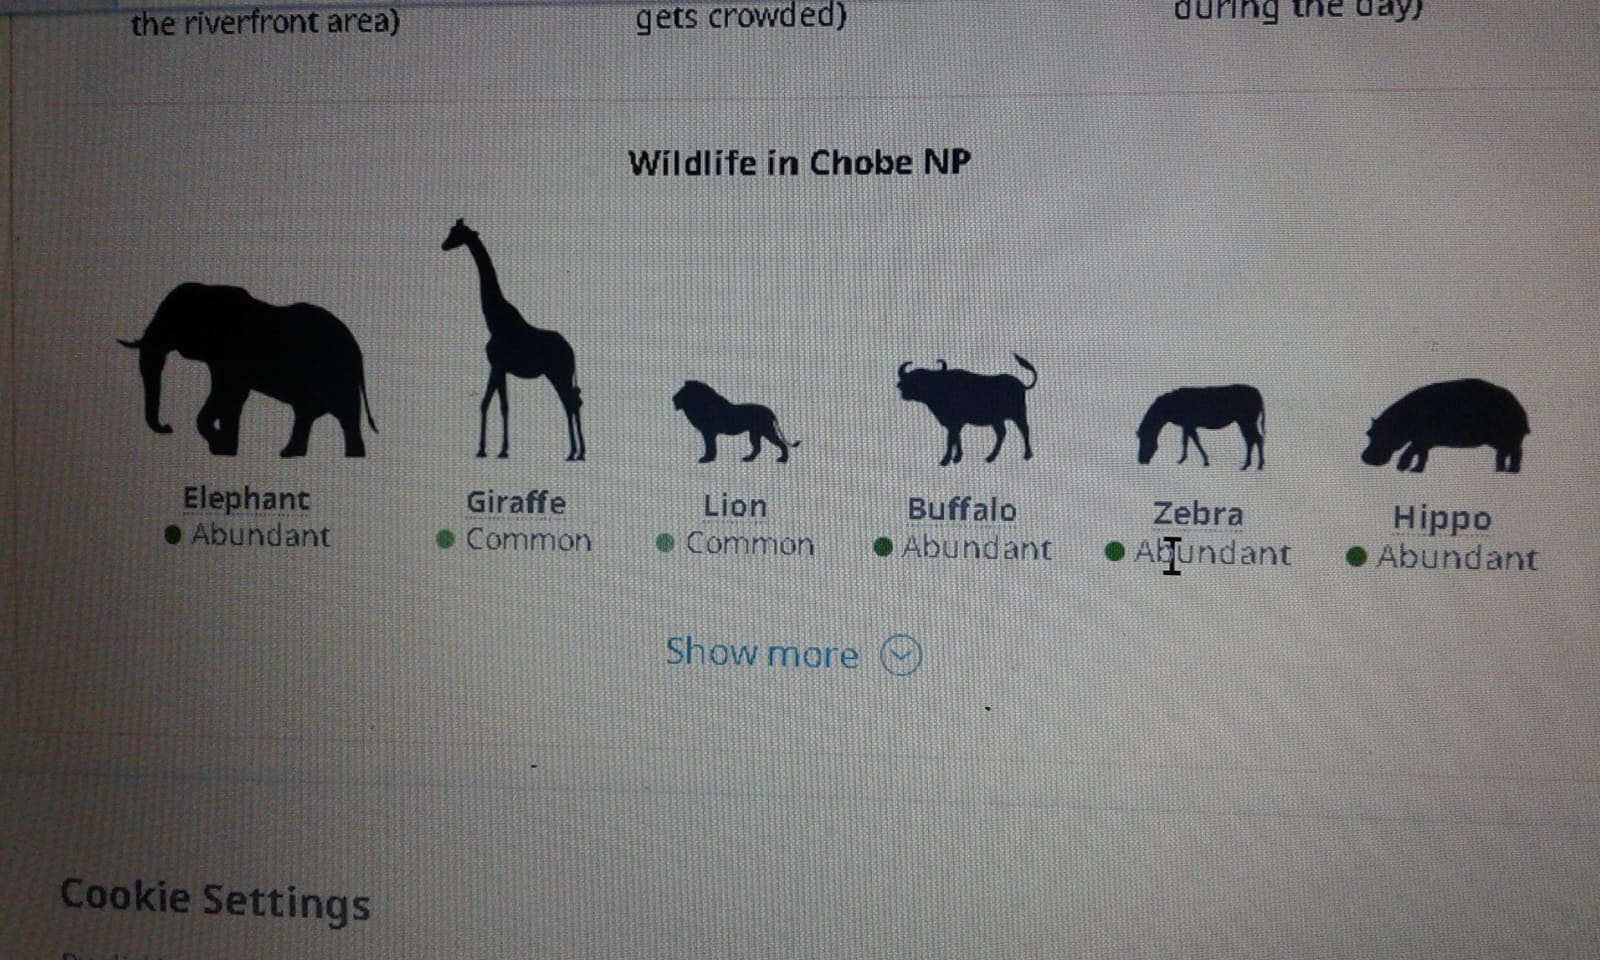 the riverfront area)
gets crowded)
during the day)
Wildlife in Chobe NP
Elephant
Abundant
Giraffe
Common
Lion
Common
Buffalo
Abundant
Zebra
Abundant
Hippo
Abundant
Show more
Cookie Settings